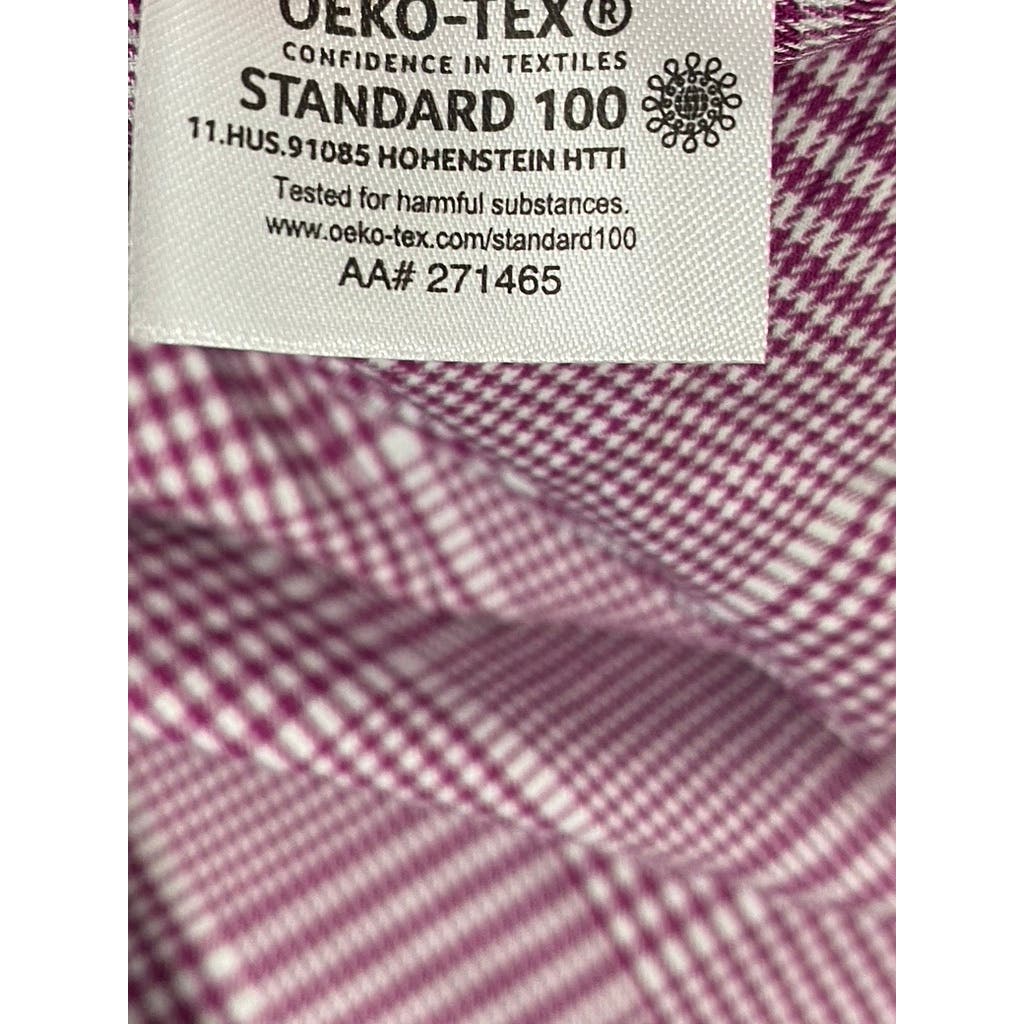 OEKO-TEX®
CONFIDENCE IN TEXTILES
STANDARD 100
11.HUS.91085 HOHENSTEIN HTTI
Tested for harmful substances.
www.oeko-tex.com/standard100
AA# 271465